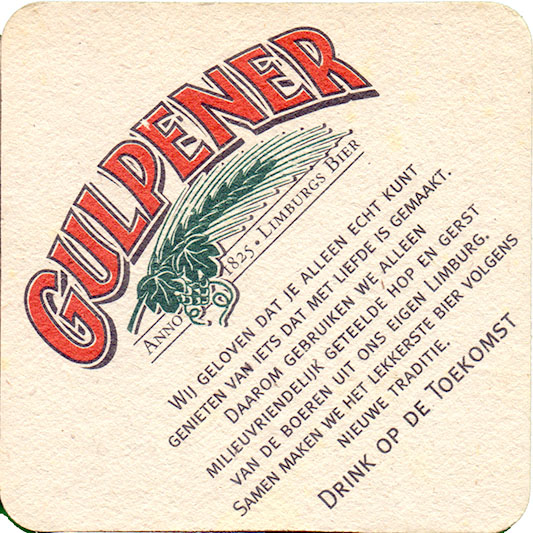 GULPENER
ANNO 1825 • LIMBURGS BIER
WIJ GELOVEN DAT JE ALLEEN ECHT KUNT
GENIETEN VAN IETS DAT MET LIEFDE IS GEMAAKT.
DAAROM GEBRUIKEN WE ALLEEN
MILIEUVRIENDELIJK GETEELDE HOP EN GERST
VAN DE BOEREN UIT ONS EIGEN LIMBURG.
SAMEN MAKEN WE HET LEKKERSTE BIER VOLGENS
NIEUWE TRADITIE.
DRINK OP DE TOEKOMST